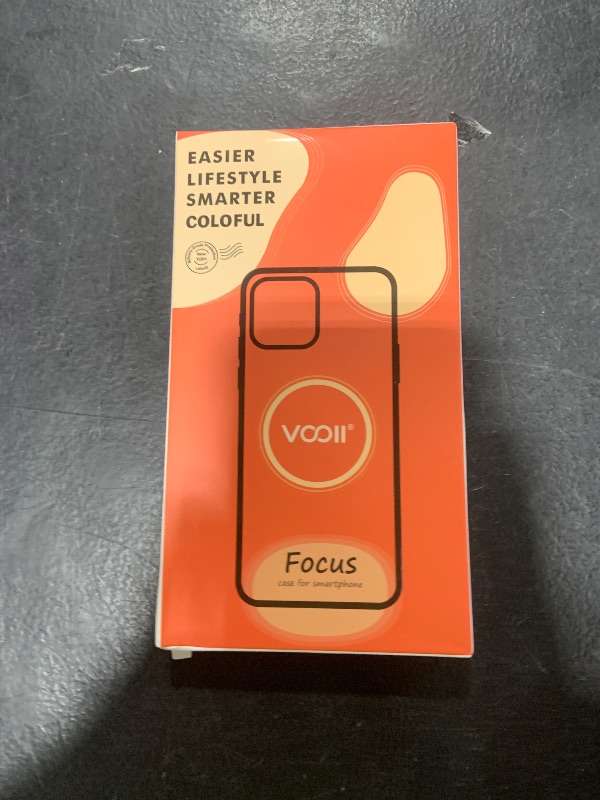 EASIER
LIFESTYLE
SMARTER
COLOFUL
VOOII®
Focus
case for smartphone